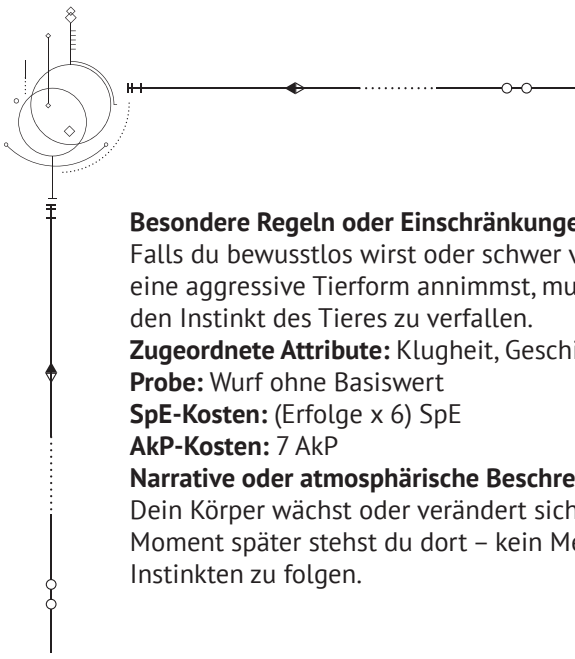 Besondere Regeln oder Einschränkunge
Falls du bewusstlos wirst oder schwer v
eine aggressive Tierform annimmst, mu
den Instinkt des Tieres zu verfallen.
Zugeordnete Attribute: Klugheit, Geschi
Probe: Wurf ohne Basiswert
SpE-Kosten: (Erfolge x 6) SpE
AkP-Kosten: 7 AkP
Narrative oder atmosphärische Beschre
Dein Körper wächst oder verändert sich
Moment später stehst du dort – kein Me
Instinkten zu folgen.